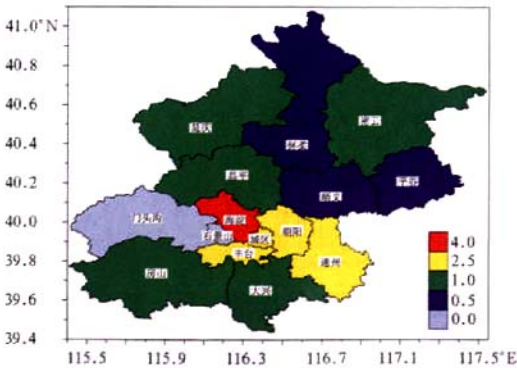 41.0°N
40.8
40.6
40.4
40.2
40.0
39.8
39.6
39.4
延庆
密云
怀柔
昌平
顺义
平谷
门头沟
海淀
石景山
城区
朝阳
丰台
通州
房山
大兴
4.0
2.5
1.0
0.5
0.0
115.5
115.9
116.3
116.7
117.1
117.5°E